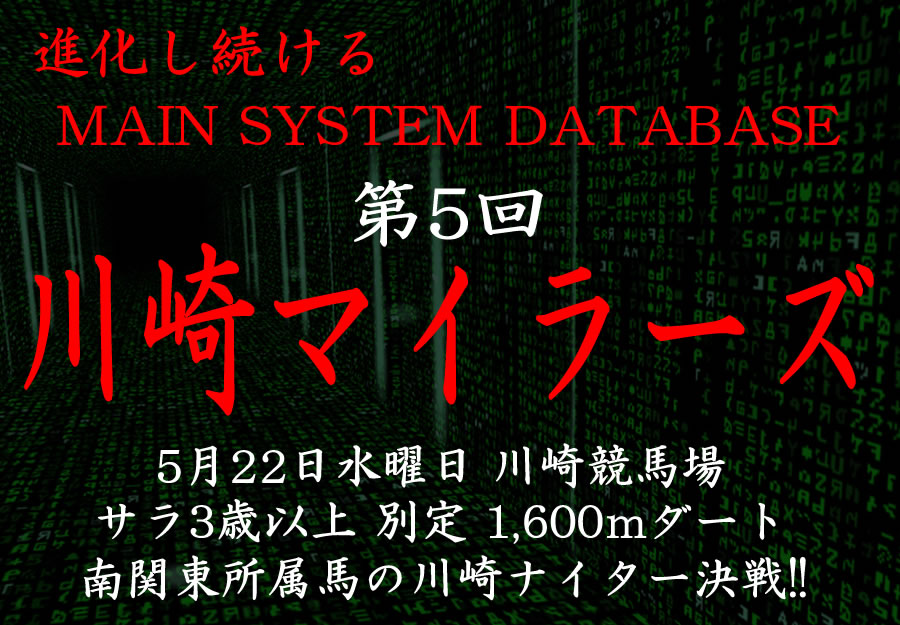 進化し続ける
MAIN SYSTEM DATABASE
第5回
川崎マイラーズ
5月22日水曜日 川崎競馬場
サラ3歳以上 別定 1,600mダート
南関東所属馬の川崎ナイター決戦!!